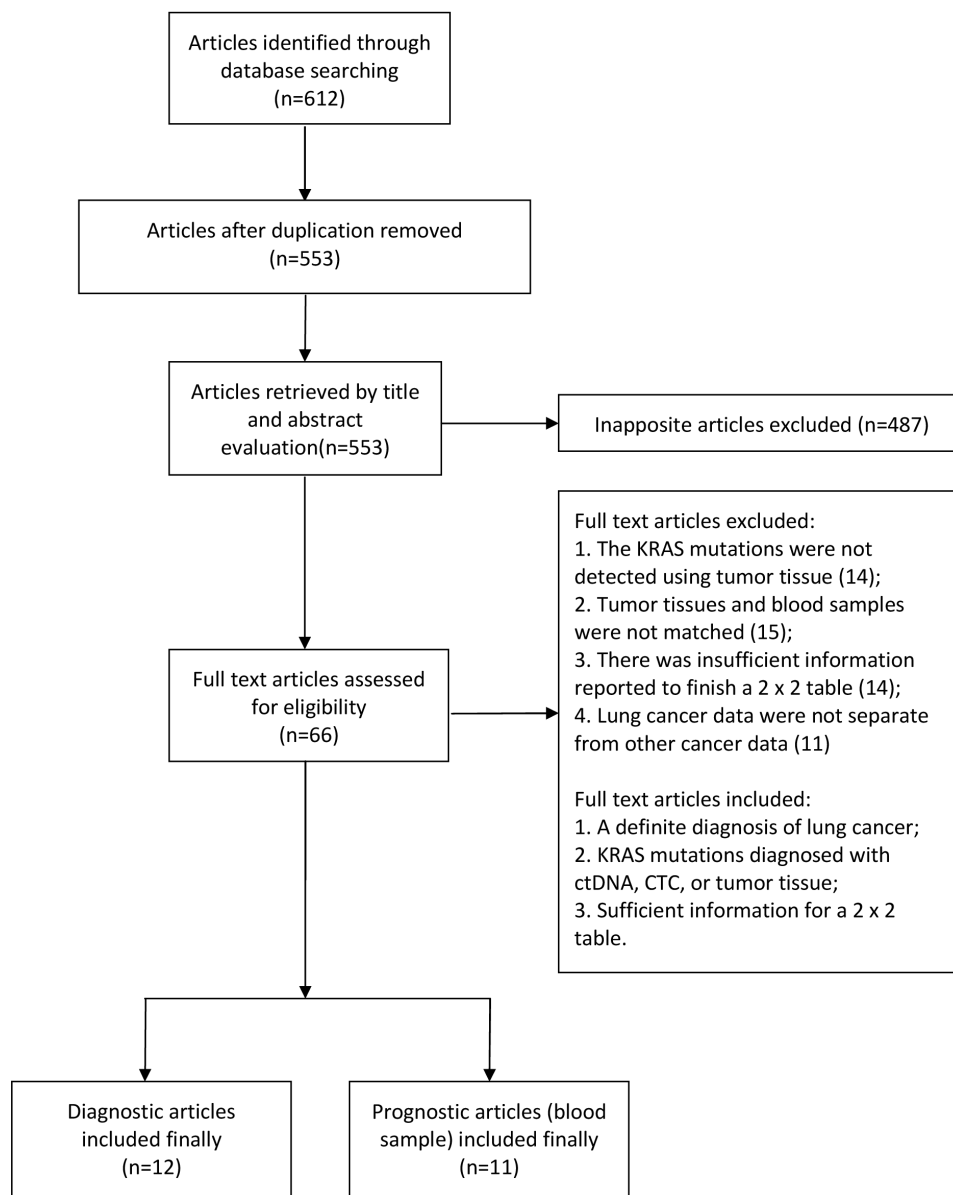 Articles identified through
database searching
(n=612)
Articles after duplication removed
(n=553)
Articles retrieved by title
and abstract
evaluation(n=553)
Inapposite articles excluded (n=487)
Full text articles excluded:
1. The KRAS mutations were not
detected using tumor tissue (14);
2. Tumor tissues and blood samples
were not matched (15);
3. There was insufficient information
reported to finish a 2 x 2 table (14);
4. Lung cancer data were not separate
from other cancer data (11)
Full text articles included:
1. A definite diagnosis of lung cancer;
2. KRAS mutations diagnosed with
ctDNA, CTC, or tumor tissue;
3. Sufficient information for a 2 x 2
table.
Full text articles assessed
for eligibility
(n=66)
Diagnostic articles
included finally
(n=12)
Prognostic articles (blood
sample) included finally
(n=11)